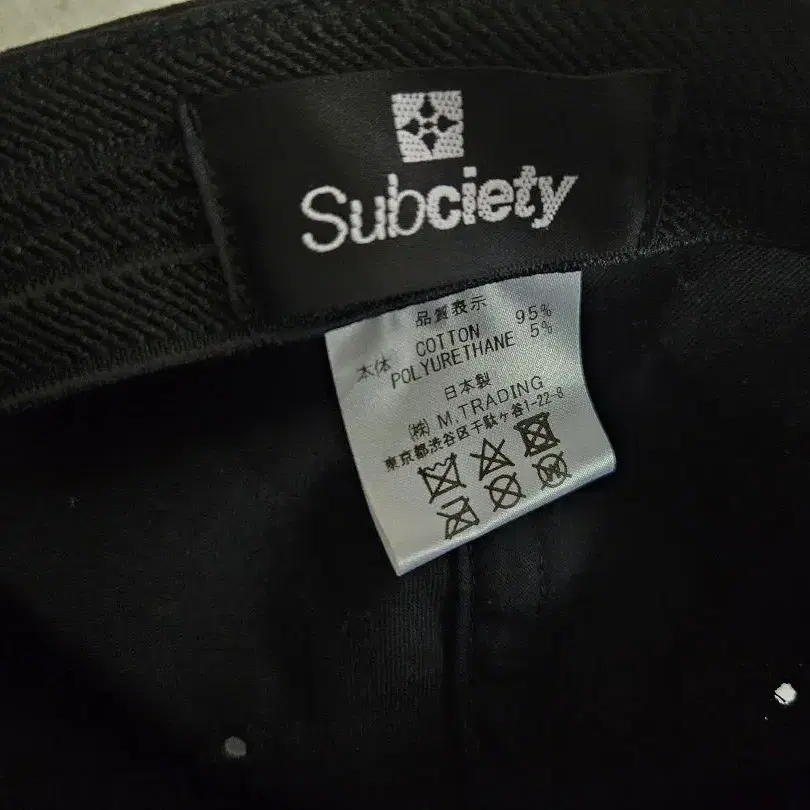 Subciety
品質表示
本体 COTTON 95%
POLYURETHANE 5%
日本製
(株) M.TRADING
東京都渋谷区千駄ヶ谷1-22-8
W